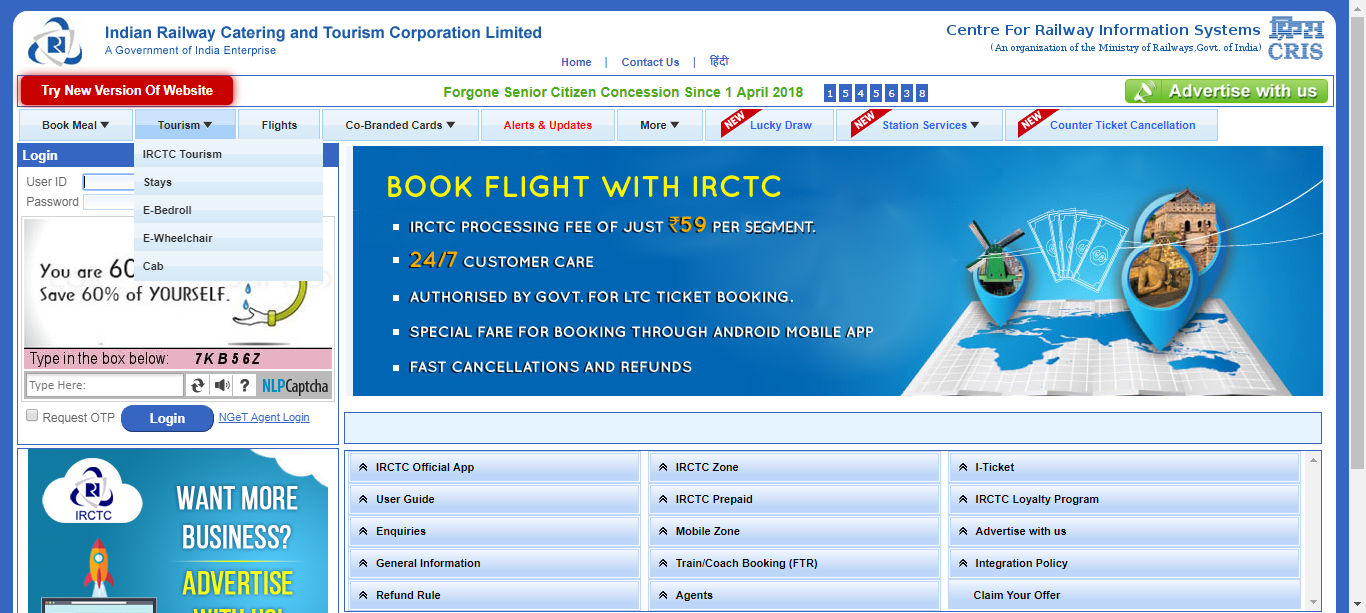 Indian Railway Catering and Tourism Corporation Limited
A Government of India Enterprise
Centre For Railway Information Systems
(An organization of the Ministry of Railways,Govt. of India)
CRIS
Home | Contact Us | हिंदी
Try New Version Of Website
Forgone Senior Citizen Concession Since 1 April 2018 1 5 4 5 6 3 8
Advertise with us
Book Meal Tourism Flights Co-Branded Cards Alerts & Updates More NEW Lucky Draw NEW Station Services NEW Counter Ticket Cancellation
Login
IRCTC Tourism
Stays
E-Bedroll
E-Wheelchair
Cab
User ID
Password
You are 60
Save 60% of YOURSELF.
Type in the box below: 7KB56Z
Type Here: ? NLPCaptcha
Request OTP Login NGeT Agent Login
BOOK FLIGHT WITH IRCTC
IRCTC PROCESSING FEE OF JUST ₹59 PER SEGMENT.
24/7 CUSTOMER CARE
AUTHORISED BY GOVT. FOR LTC TICKET BOOKING.
SPECIAL FARE FOR BOOKING THROUGH ANDROID MOBILE APP
FAST CANCELLATIONS AND REFUNDS
IRCTC
WANT MORE
BUSINESS?
ADVERTISE
WITH US!
IRCTC Official App IRCTC Zone I-Ticket
User Guide IRCTC Prepaid IRCTC Loyalty Program
Enquiries Mobile Zone Advertise with us
General Information Train/Coach Booking (FTR) Integration Policy
Refund Rule Agents Claim Your Offer